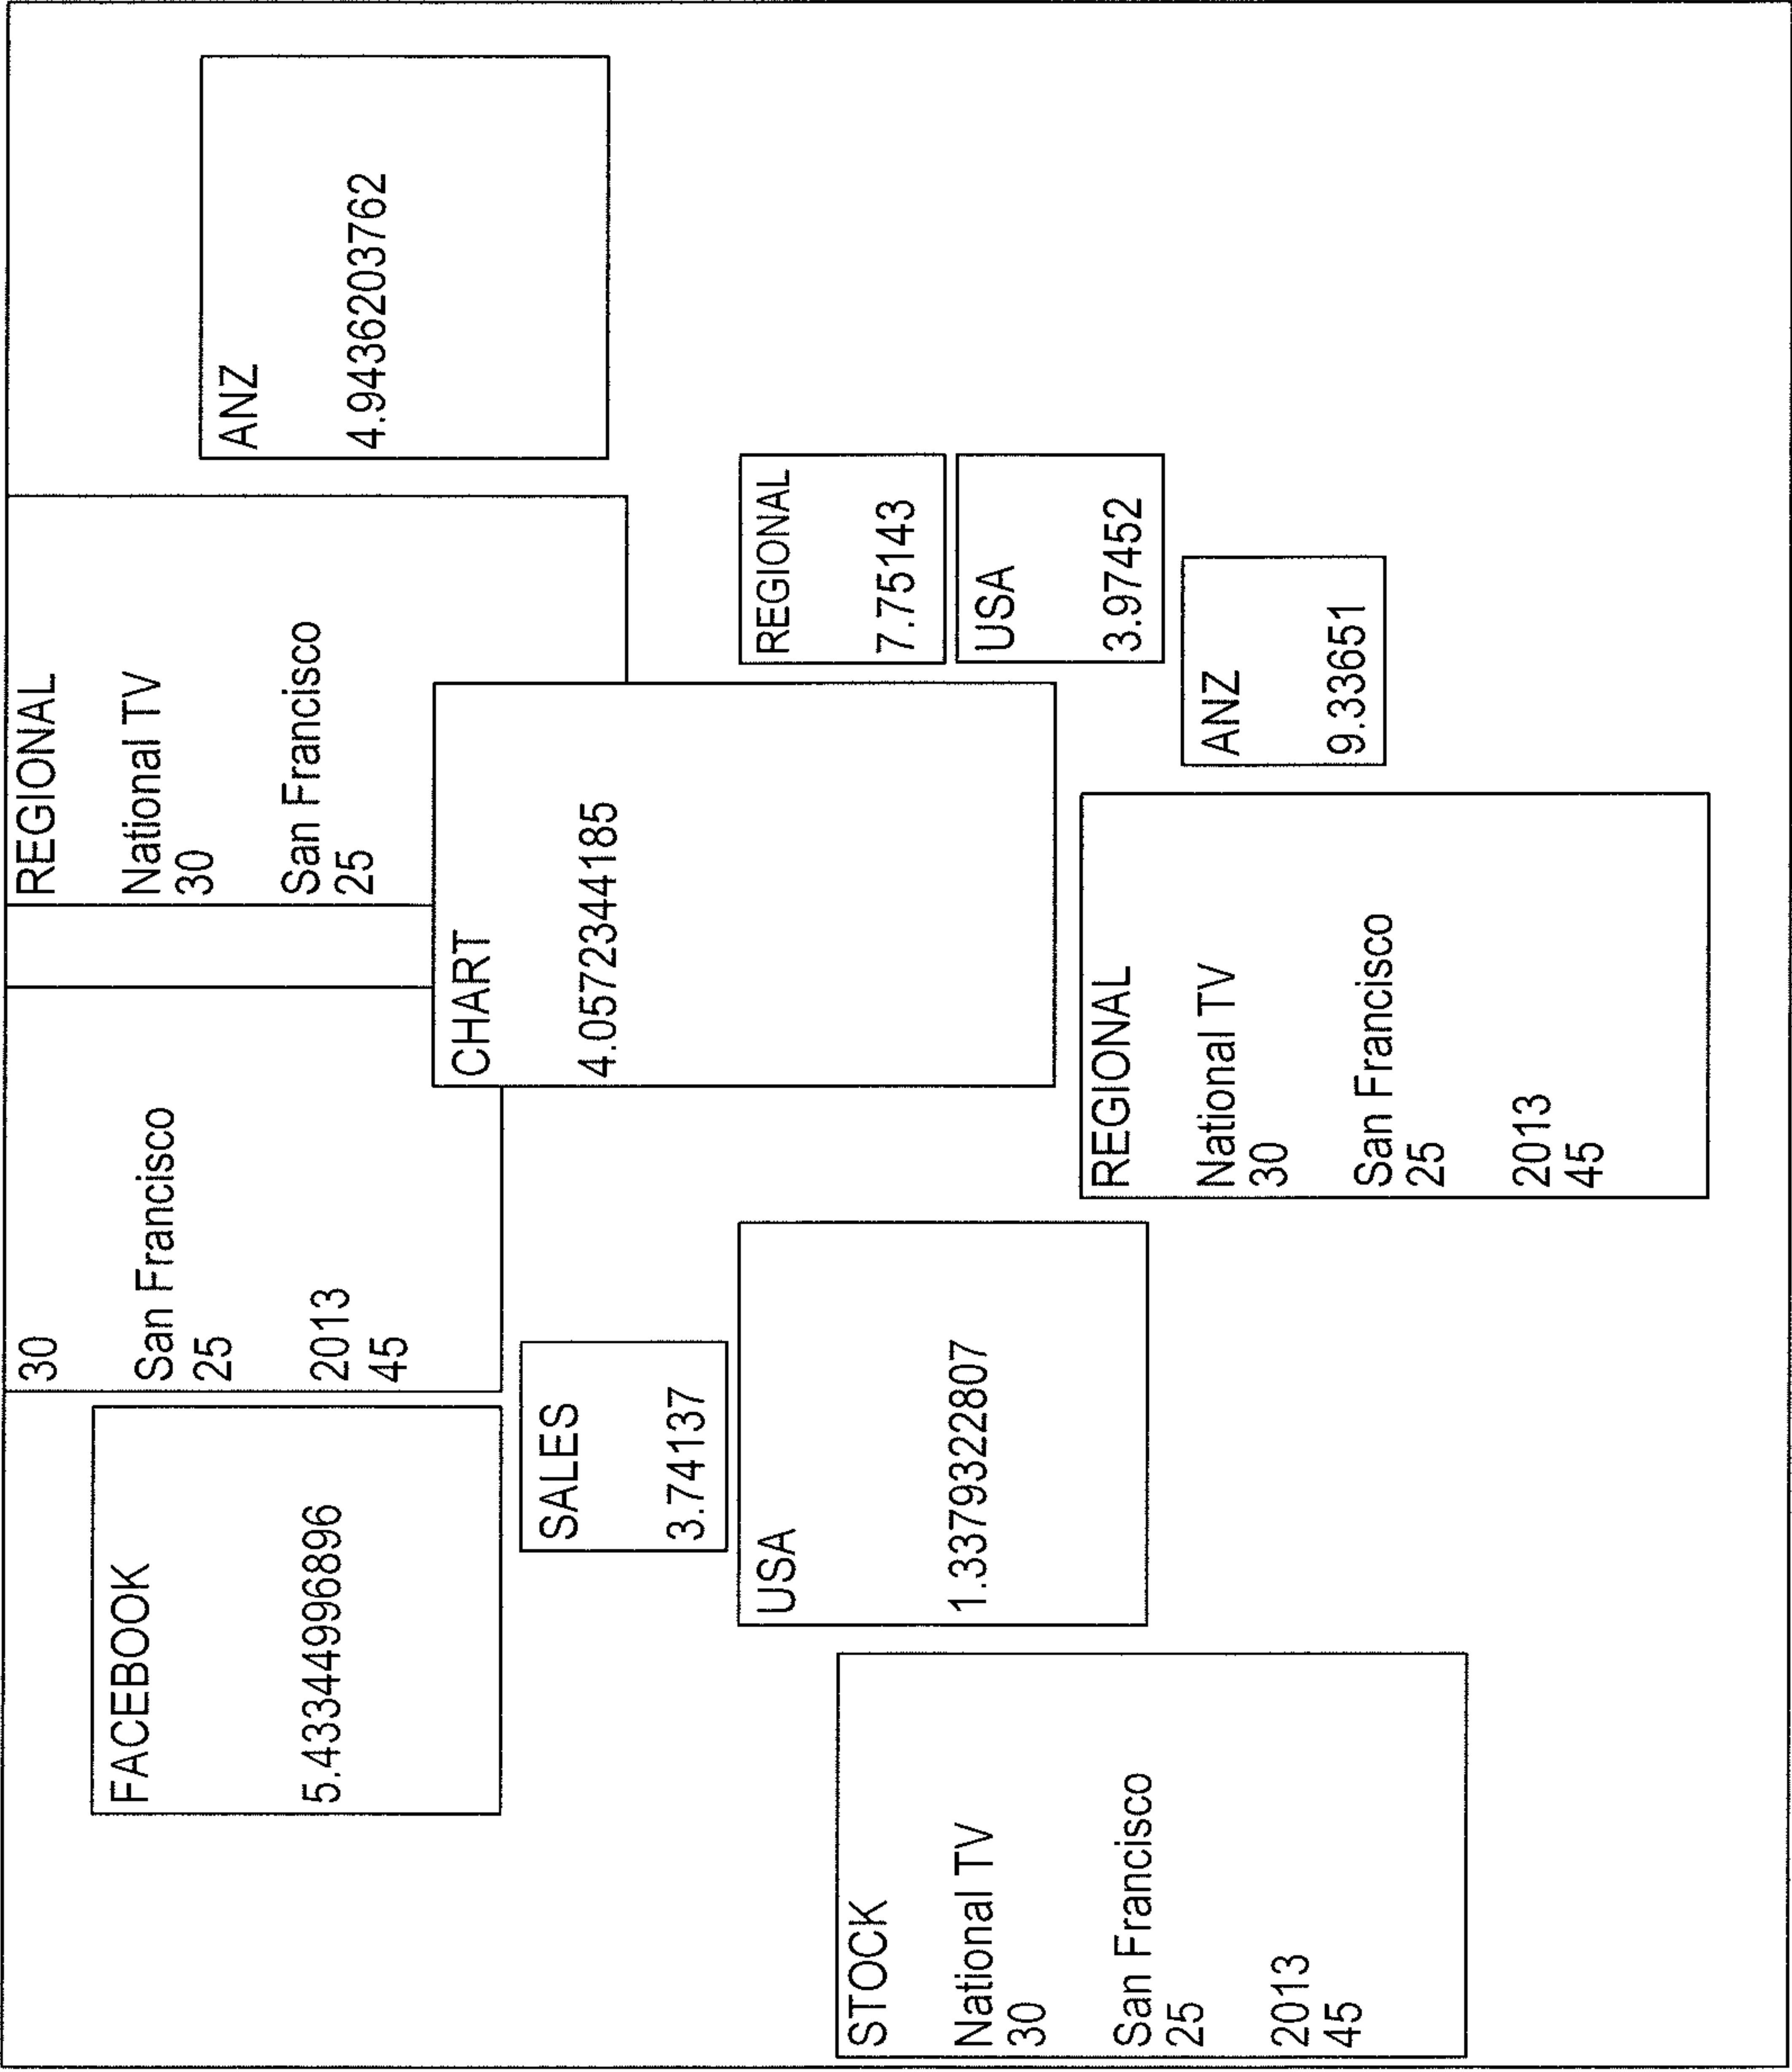 FACEBOOK
5.43344996896
30
San Francisco
25
2013
45
REGIONAL
National TV
30
San Francisco
25
ANZ
4.94362037​62
SALES
3.74137
CHART
4.0572344185
STOCK
National TV
30
San Francisco
25
2013
45
USA
1.3379322807
REGIONAL
7.75143
USA
3.97452
REGIONAL
National TV
30
San Francisco
25
2013
45
ANZ
9.33651